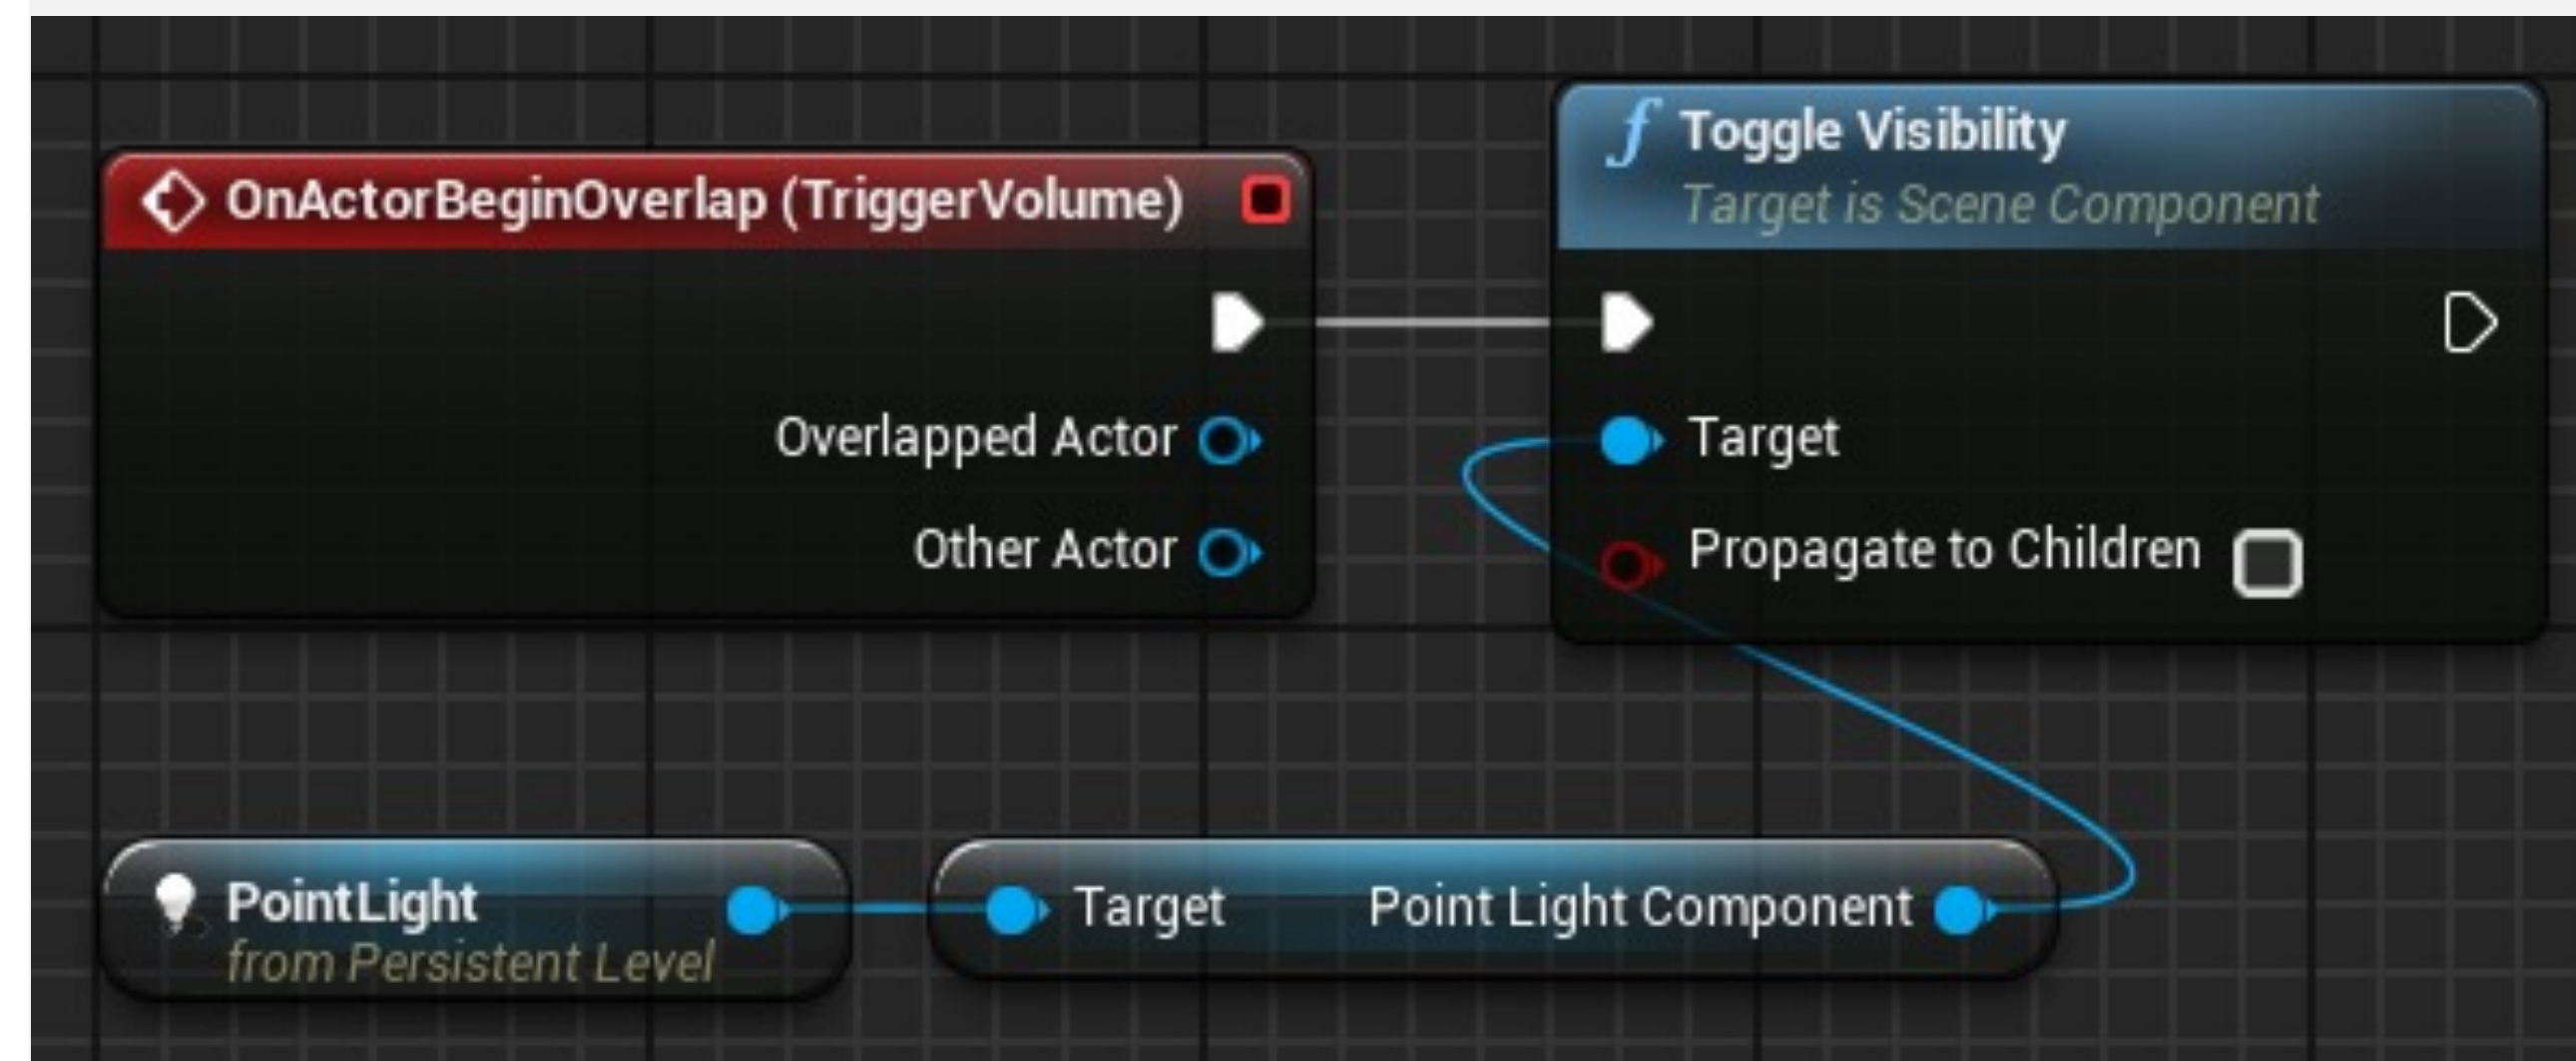 OnActorBeginOverlap (TriggerVolume)
Overlapped Actor
Other Actor
Toggle Visibility
Target is Scene Component
Target
Propagate to Children
PointLight
from Persistent Level
Target
Point Light Component